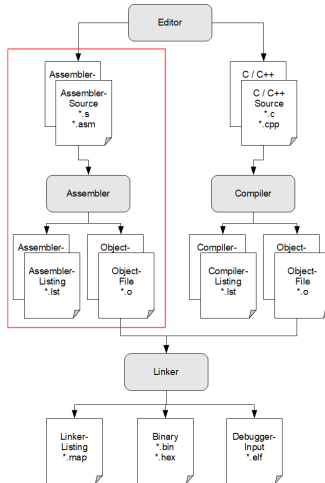 Editor
Assembler-
Assembler-
Source
*.s
*.asm
C / C++
C / C++
Source
*.c
*.cpp
Assembler
Compiler
Assembler-
Assembler-
Listing
*.lst
Object-
Object-
File
*.o
Compiler-
Compiler-
Listing
*.lst
Object-
Object-
File
*.o
Linker
Linker-
Listing
*.map
Binary
*.bin
*.hex
Debugger-
Input
*.elf